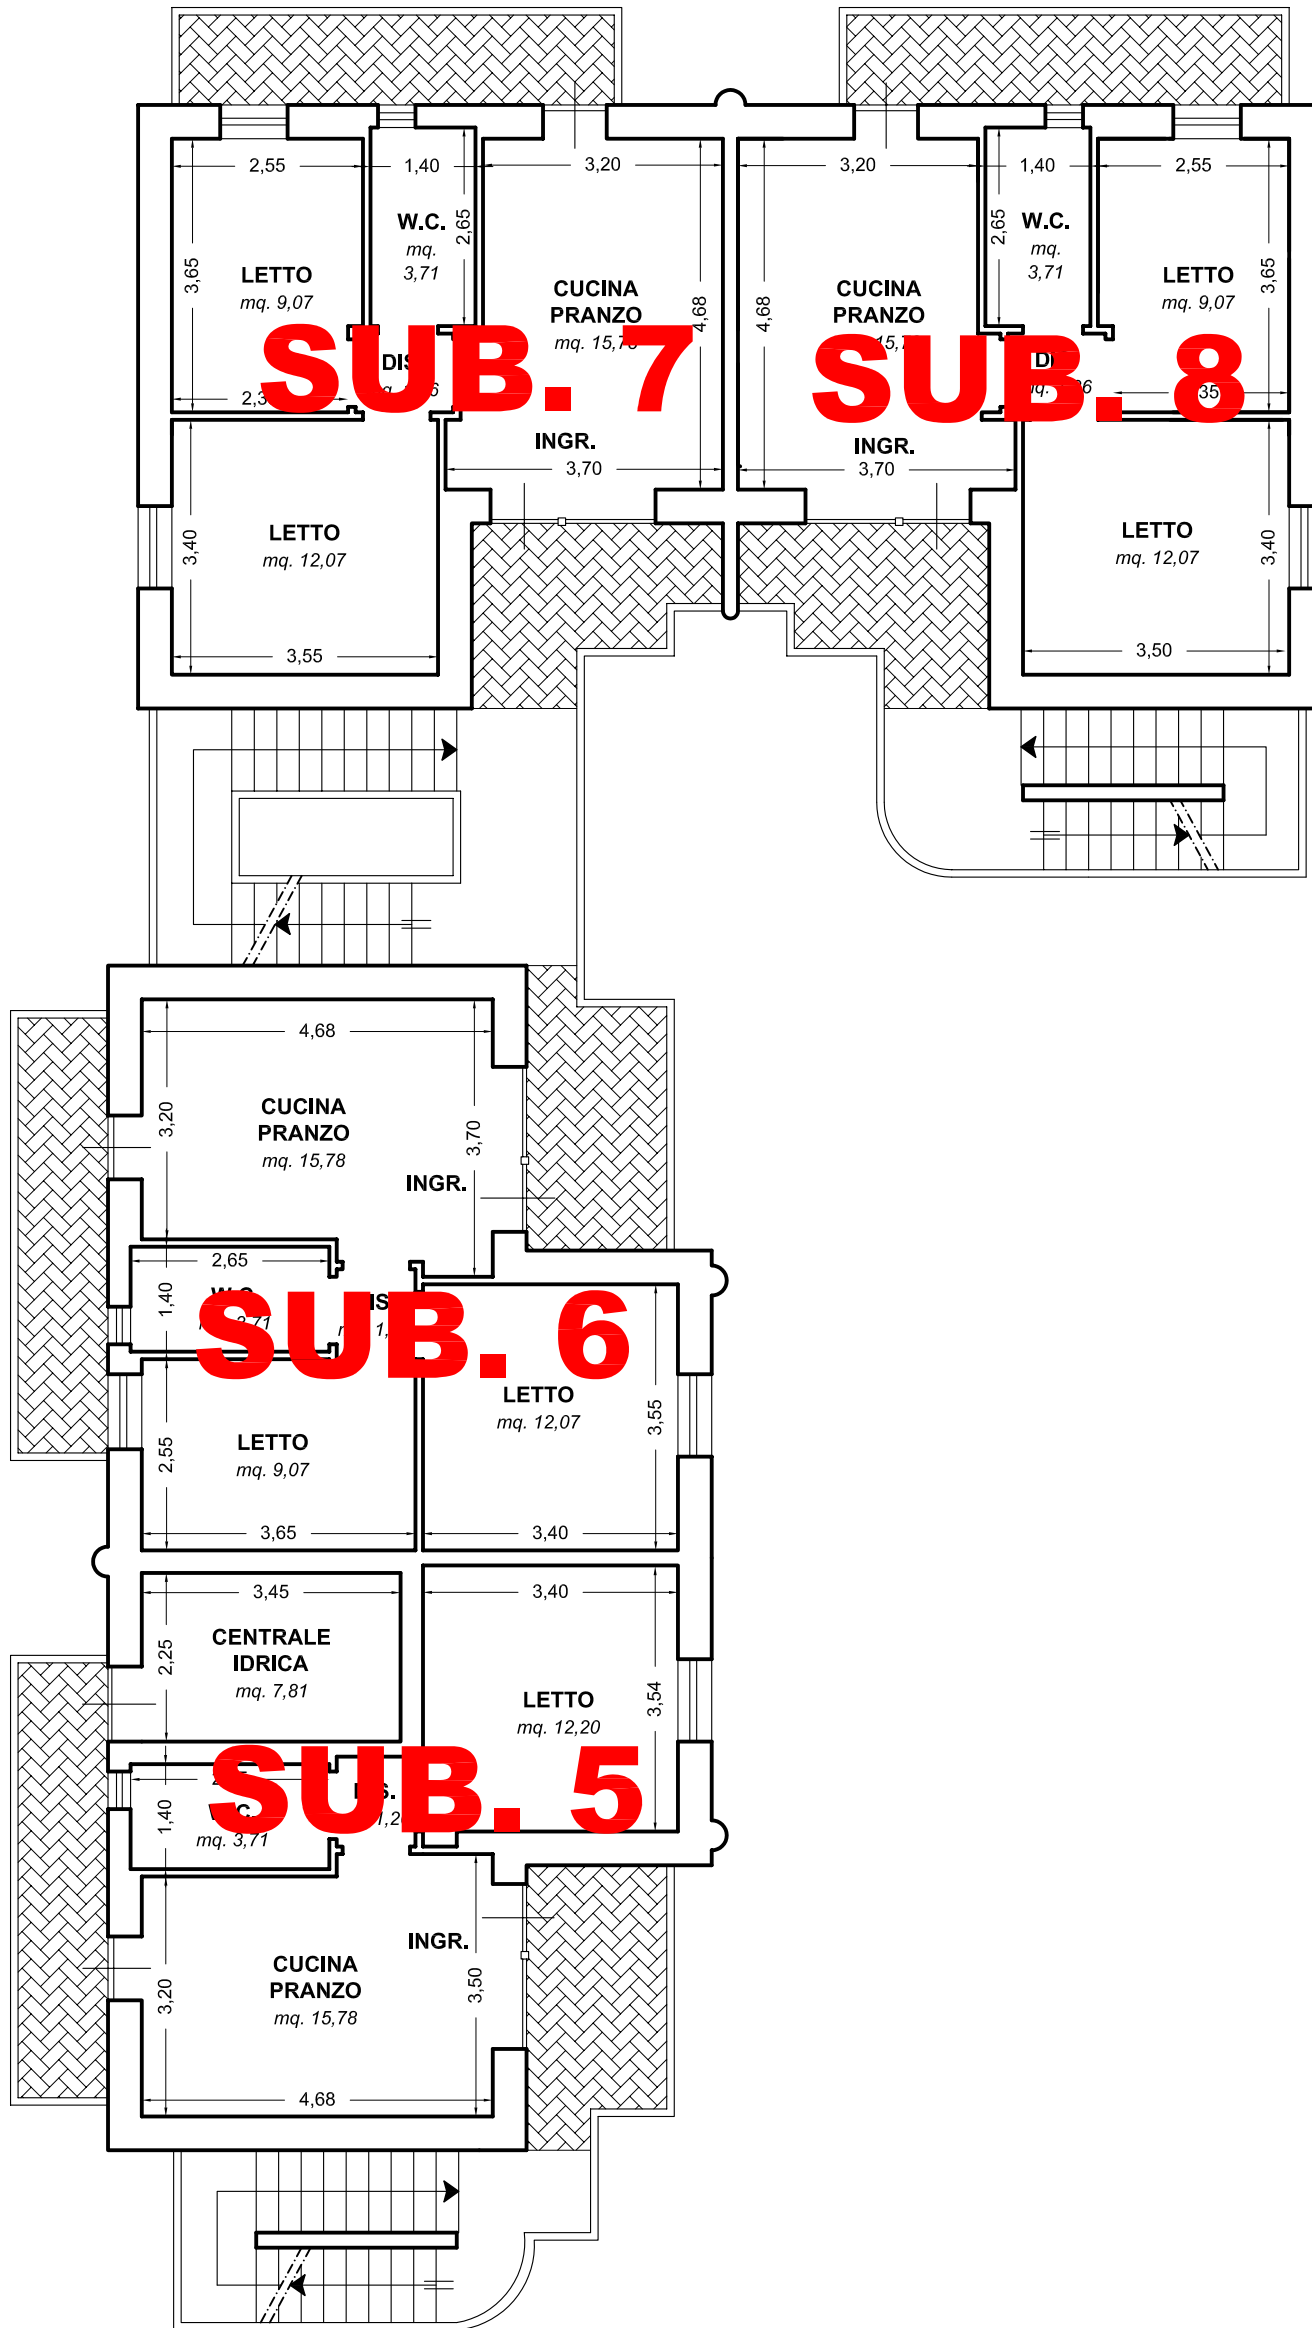 2,55
1,40
3,20
3,20
1,40
2,55
W.C.
mq.
3,71
2,65
3,65
LETTO
mq. 9,07
CUCINA
PRANZO
4,68
4,68
CUCINA
PRANZO
2,65
W.C.
mq.
3,71
LETTO
mq. 9,07
3,65
SUB. 7
SUB. 8
INGR.
3,70
INGR.
3,70
LETTO
mq. 12,07
3,40
3,55
LETTO
mq. 12,07
3,40
3,50
4,68
3,20
CUCINA
PRANZO
mq. 15,78
3,70
INGR.
2,65
1,40
SUB. 6
LETTO
mq. 12,07
3,55
2,55
LETTO
mq. 9,07
3,65
3,40
3,45
3,40
2,25
CENTRALE
IDRICA
mq. 7,81
LETTO
mq. 12,20
3,54
SUB. 5
1,40
mq. 3,71
INGR.
3,20
CUCINA
PRANZO
mq. 15,78
3,50
4,68